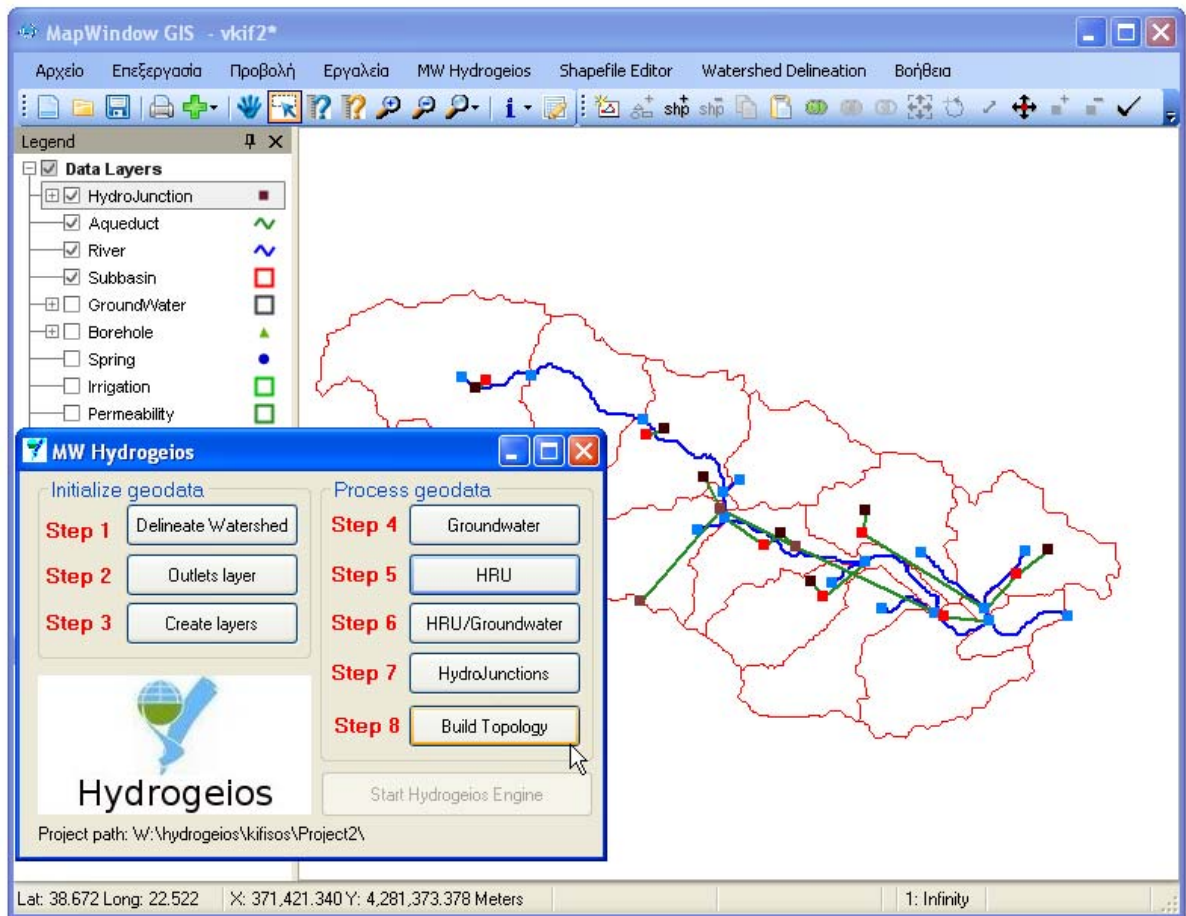 MapWindow GIS - vkif2*
Αρχείο Επεξεργασία Προβολή Εργαλεία MW Hydrogeios Shapefile Editor Watershed Delineation Βοήθεια
shp shp
Legend
Data Layers
HydroJunction
Aqueduct
River
Subbasin
GroundWater
Borehole
Spring
Irrigation
Permeability
MW Hydrogeios
Initialize geodata
Step 1 Delineate Watershed
Step 2 Outlets layer
Step 3 Create layers
Process geodata
Step 4 Groundwater
Step 5 HRU
Step 6 HRU/Groundwater
Step 7 HydroJunctions
Step 8 Build Topology
Hydrogeios
Start Hydrogeios Engine
Project path: W:\hydrogeios\kifisos\Project2\
Lat: 38.672 Long: 22.522 X: 371,421.340 Y: 4,281,373.378 Meters 1: Infinity